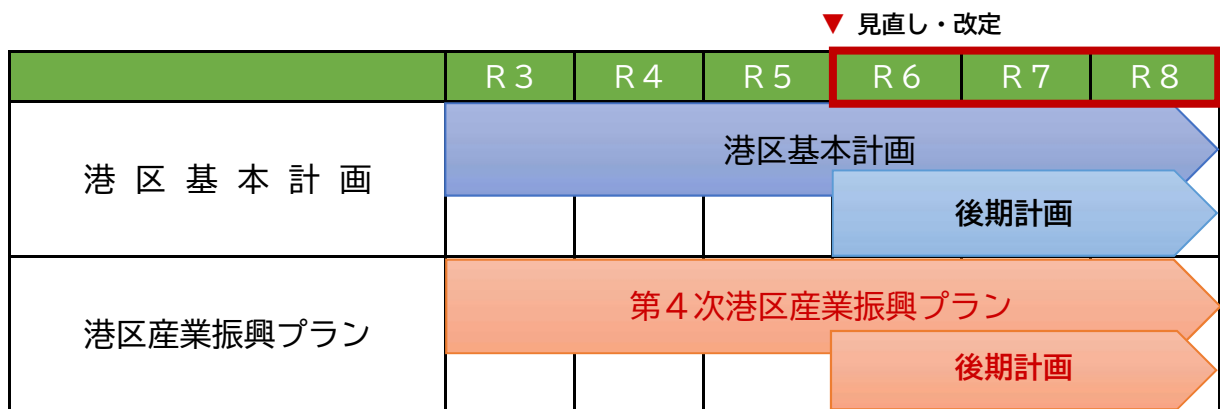 ▼ 見直し・改定
R3 R4 R5 R6 R7 R8
港区基本計画
港区基本計画
後期計画
港区産業振興プラン
第4次港区産業振興プラン
後期計画